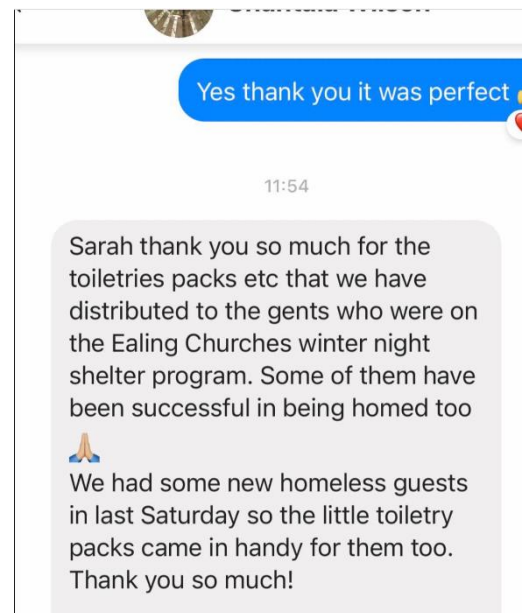 Yes thank you it was perfect
11:54
Sarah thank you so much for the
toiletries packs etc that we have
distributed to the gents who were on
the Ealing Churches winter night
shelter program. Some of them have
been successful in being homed too
🙏🏼
We had some new homeless guests
in last Saturday so the little toiletry
packs came in handy for them too.
Thank you so much!